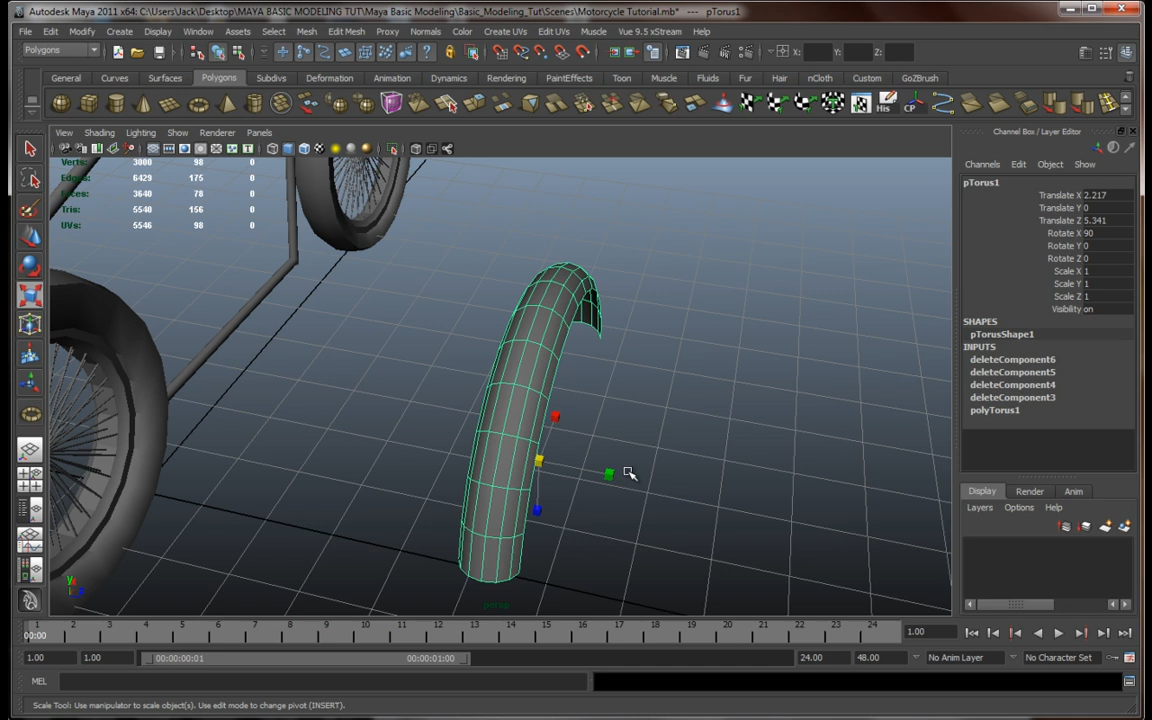 Autodesk Maya 2011 x64: C:\Users\Jack\Desktop\MAYA BASIC MODELING TUT\Maya Basic Modeling\Basic_Modeling_Tut\Scenes\Motorcycle Tutorial.mb* --- pTorus1
File Edit Modify Create Display Window Assets Select Mesh Edit Mesh Proxy Normals Color Create UVs Edit UVs Muscle Vue 9.5 xStream Help
Polygons X: Y: Z:
General Curves Surfaces Polygons Subdivs Deformation Animation Dynamics Rendering PaintEffects Toon Muscle Fluids Fur Hair nCloth Custom GoZBrush
His CP
View Shading Lighting Show Renderer Panels
Channel Box / Layer Editor
Channels Edit Object Show
Verts: 3000 98 0
Edges: 6429 175 0
Faces: 3640 78 0
Tris: 5540 156 0
UVs: 5546 98 0
pTorus1
Translate X 2.217
Translate Y 0
Translate Z 5.341
Rotate X 90
Rotate Y 0
Rotate Z 0
Scale X 1
Scale Y 1
Scale Z 1
Visibility on
SHAPES
pTorusShape1
INPUTS
deleteComponent6
deleteComponent5
deleteComponent4
deleteComponent3
polyTorus1
Display Render Anim
Layers Options Help
persp
1 2 3 4 5 6 7 8 9 10 11 12 13 14 15 16 17 18 19 20 21 22 23 24
00:00 1.00
1.00 1.00 00:00:00:01 00:00:01:00 24.00 48.00 No Anim Layer No Character Set
MEL
Scale Tool: Use manipulator to scale object(s). Use edit mode to change pivot (INSERT).